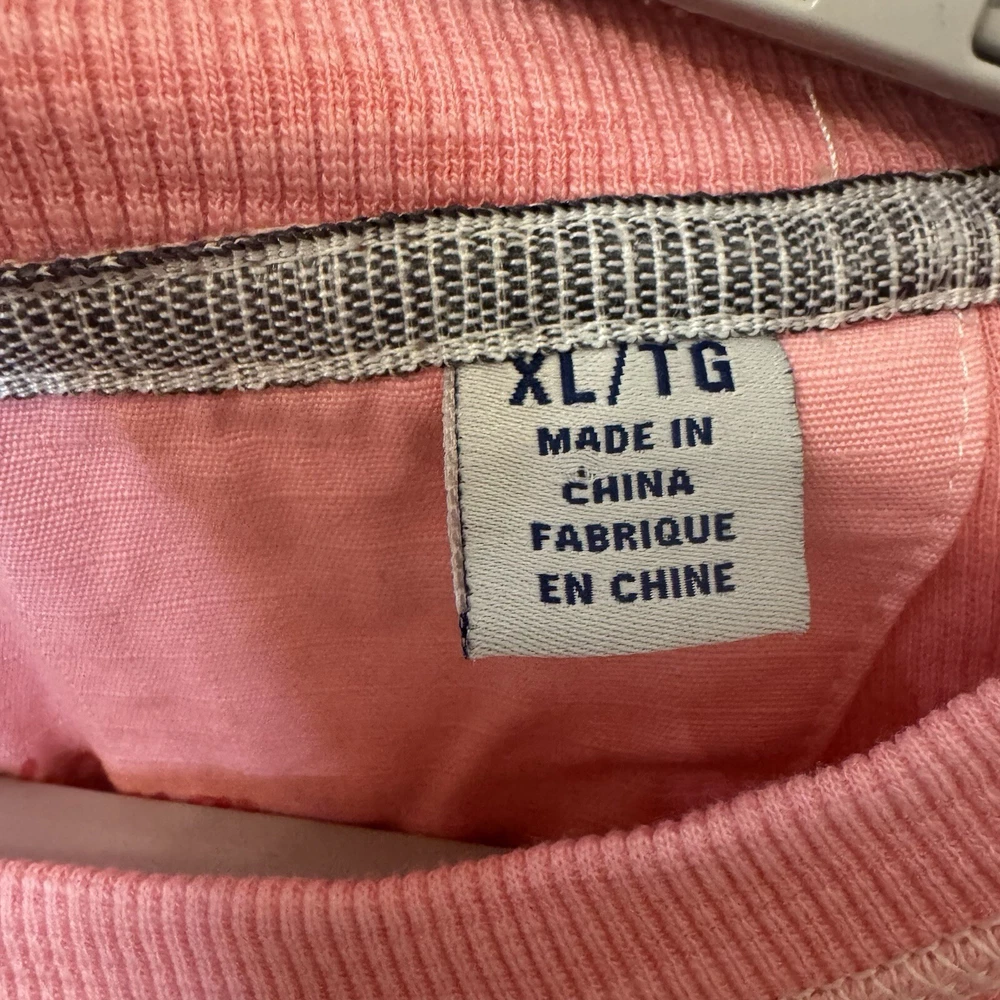 XL/TG
MADE IN
CHINA
FABRIQUE
EN CHINE